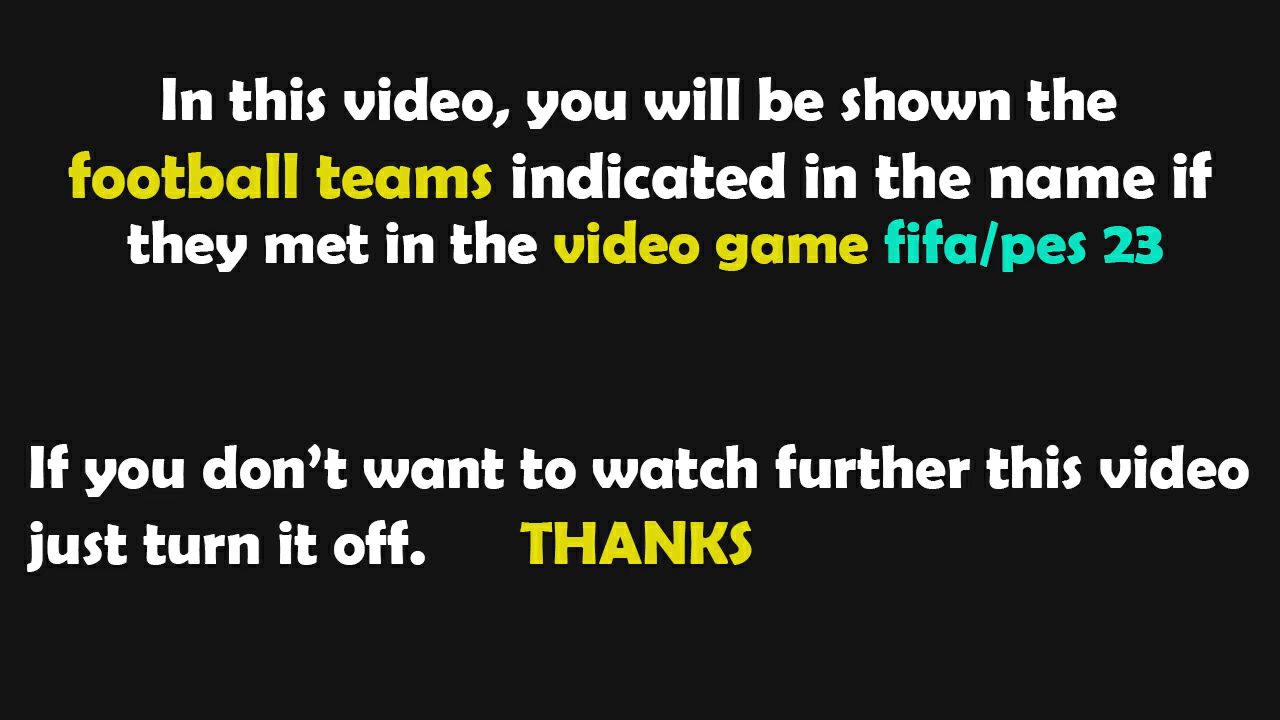 In this video, you will be shown the
football teams indicated in the name if
they met in the video game fifa/pes 23
If you don't want to watch further this video
just turn it off. THANKS